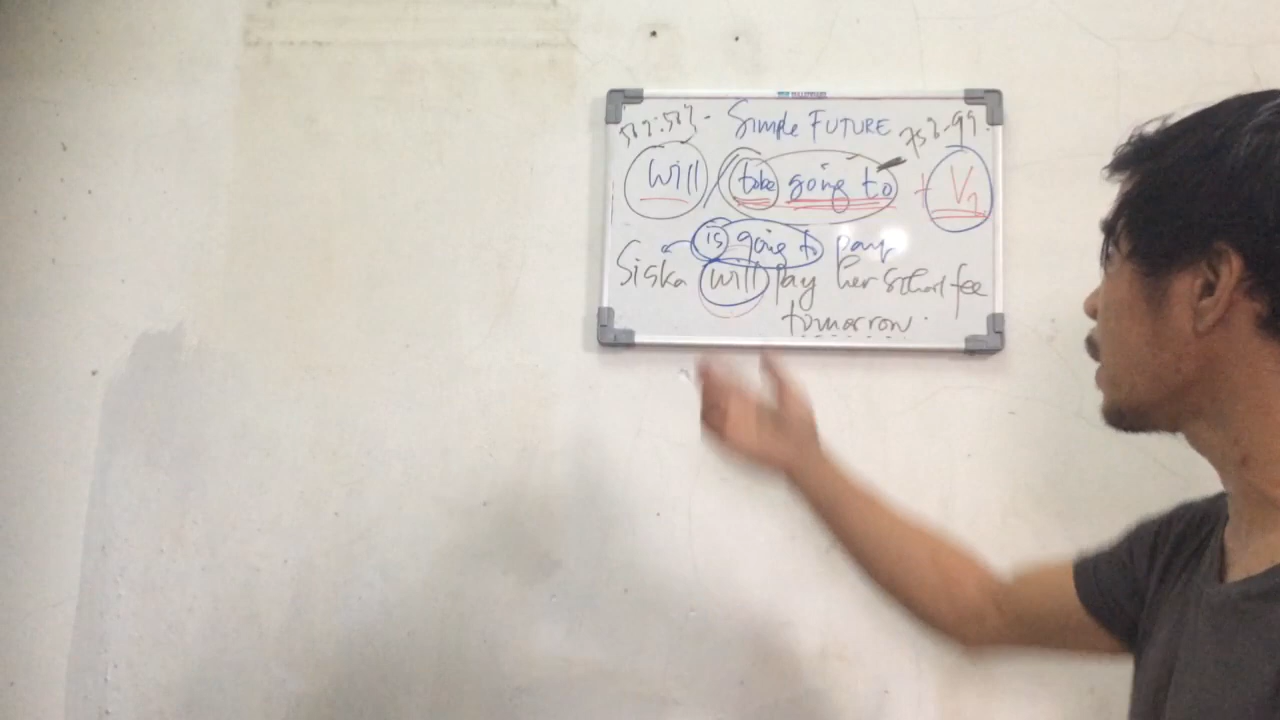 Simple FUTURE
Will / tobe going to + V1
is going to pay
Siska will pay her school fee
tomorrow.